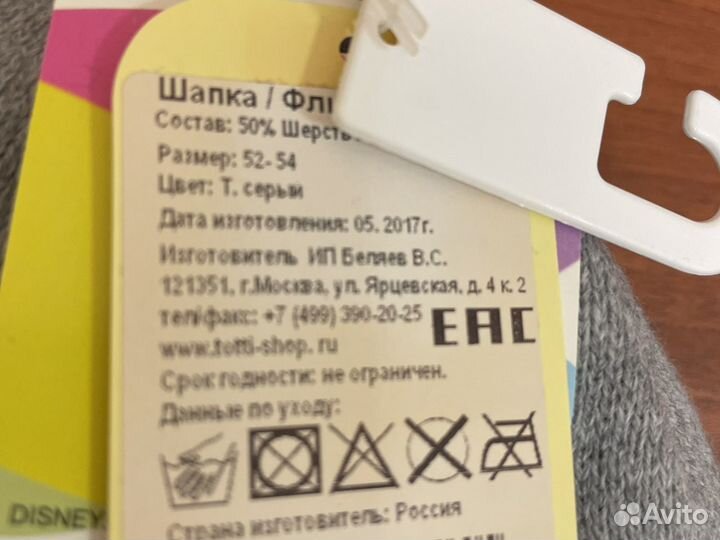 Шапка /
Состав: 50%
Размер: 52-54
Цвет: Т. серый
Дата изготовления: 05. 2017г.
Изготовитель ИП Беляев В.С.
121351, г.Москва, ул. Ярцевская, д. 4 к. 2
тел/факс: +7 (499) 390-20-25
EAC
www.totti-shop. ru
Срок годности: не ограничен.
Данные по уходу:
Страна изготовитель: Россия
DISNEY
Avito